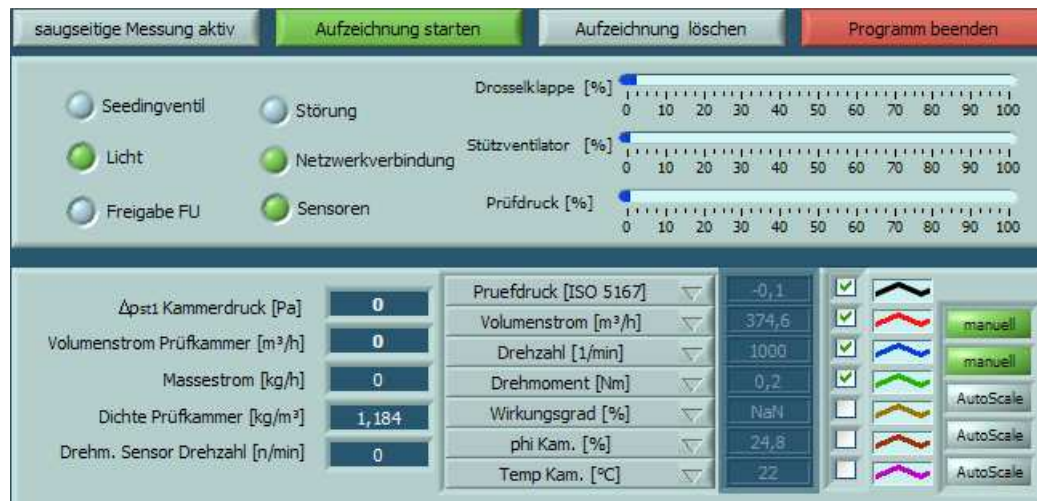 saugseitige Messung aktiv Aufzeichnung starten Aufzeichnung löschen Programm beenden
Seedingventil
Störung
Licht
Netzwerkverbindung
Freigabe FU
Sensoren
Drosselklappe [%]
0 10 20 30 40 50 60 70 80 90 100
Stützventilator [%]
0 10 20 30 40 50 60 70 80 90 100
Prüfdruck [%]
0 10 20 30 40 50 60 70 80 90 100
Δpst1 Kammerdruck [Pa] 0
Volumenstrom Prüfkammer [m³/h] 0
Massestrom [kg/h] 0
Dichte Prüfkammer [kg/m³] 1,184
Drehm. Sensor Drehzahl [n/min] 0
Pruefdruck [ISO 5167] -0,1
Volumenstrom [m³/h] 374,6
Drehzahl [1/min] 1000
Drehmoment [Nm] 0,2
Wirkungsgrad [%] NaN
phi Kam. [%] 24,8
Temp Kam. [°C] 22
manuell
manuell
AutoScale
AutoScale
AutoScale